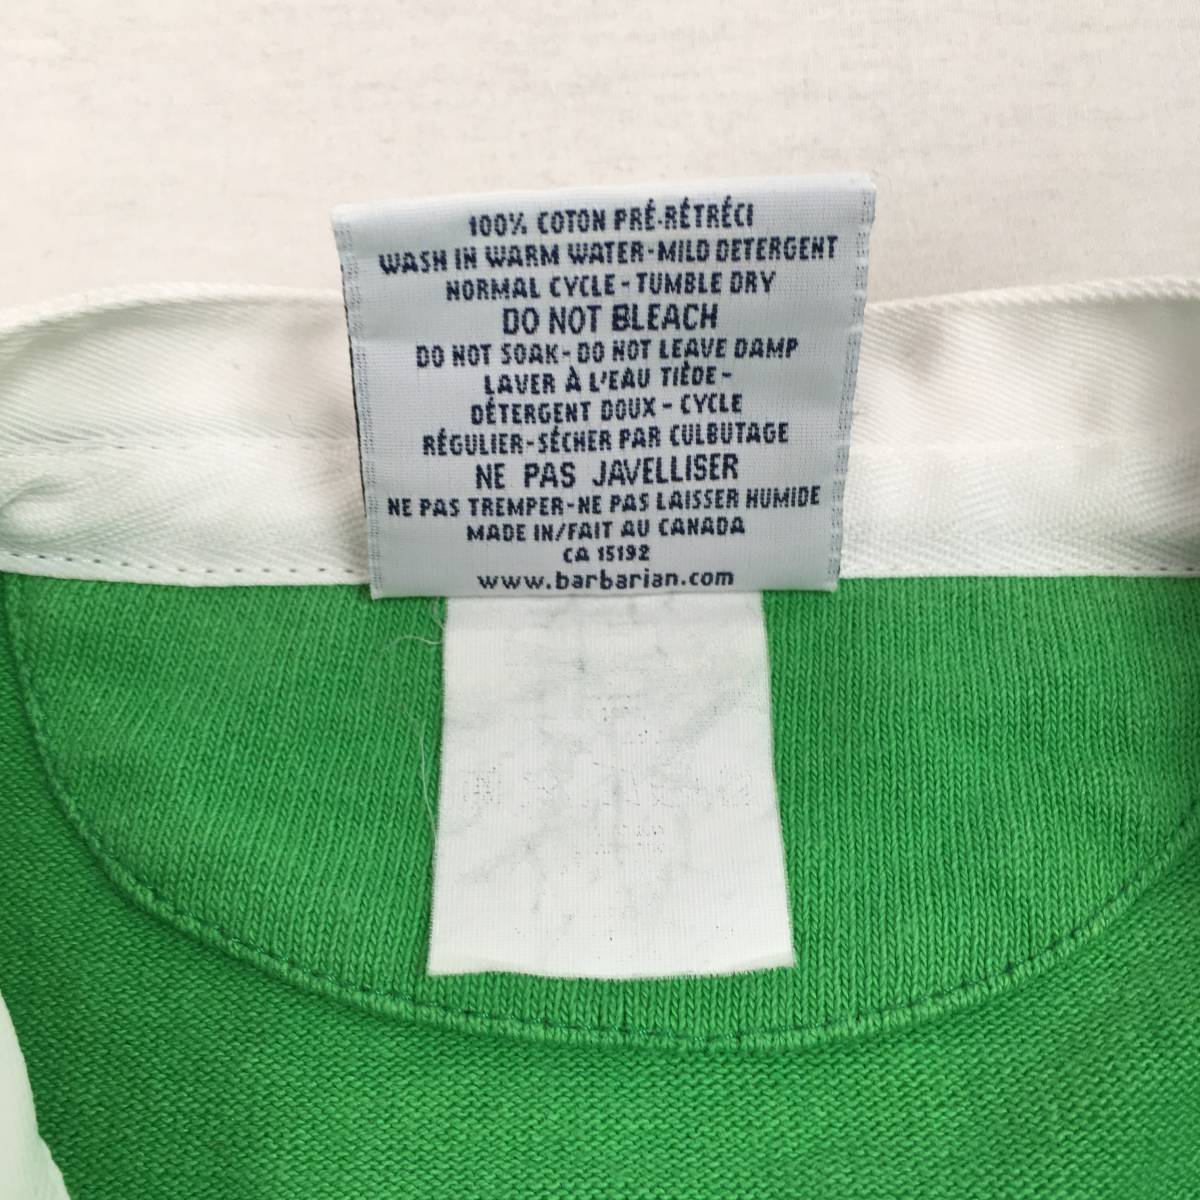 100% COTON PRÉ-RÉTRÉCI
WASH IN WARM WATER-MILD DETERGENT
NORMAL CYCLE - TUMBLE DRY
DO NOT BLEACH
DO NOT SOAK - DO NOT LEAVE DAMP
LAVER À L'EAU TIÈDE -
DÉTERGENT DOUX - CYCLE
RÉGULIER-SÉCHER PAR CULBUTAGE
NE PAS JAVELLISER
NE PAS TREMPER-NE PAS LAISSER HUMIDE
MADE IN/FAIT AU CANADA
CA 15192
www.barbarian.com